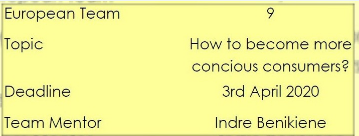 European Team 9
Topic How to become more
concious consumers?
Deadline 3rd April 2020
Team Mentor Indre Benikiene